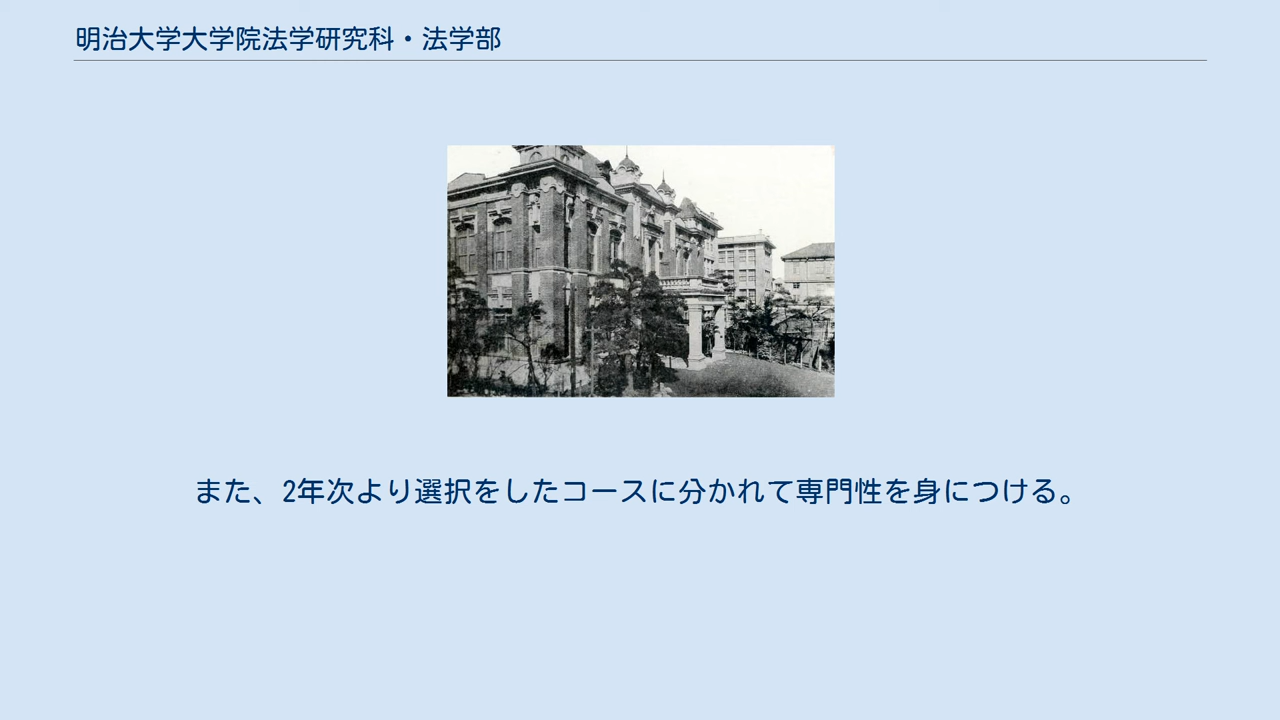 明治大学大学院法学研究科・法学部
また、2年次より選択をしたコースに分かれて専門性を身につける。